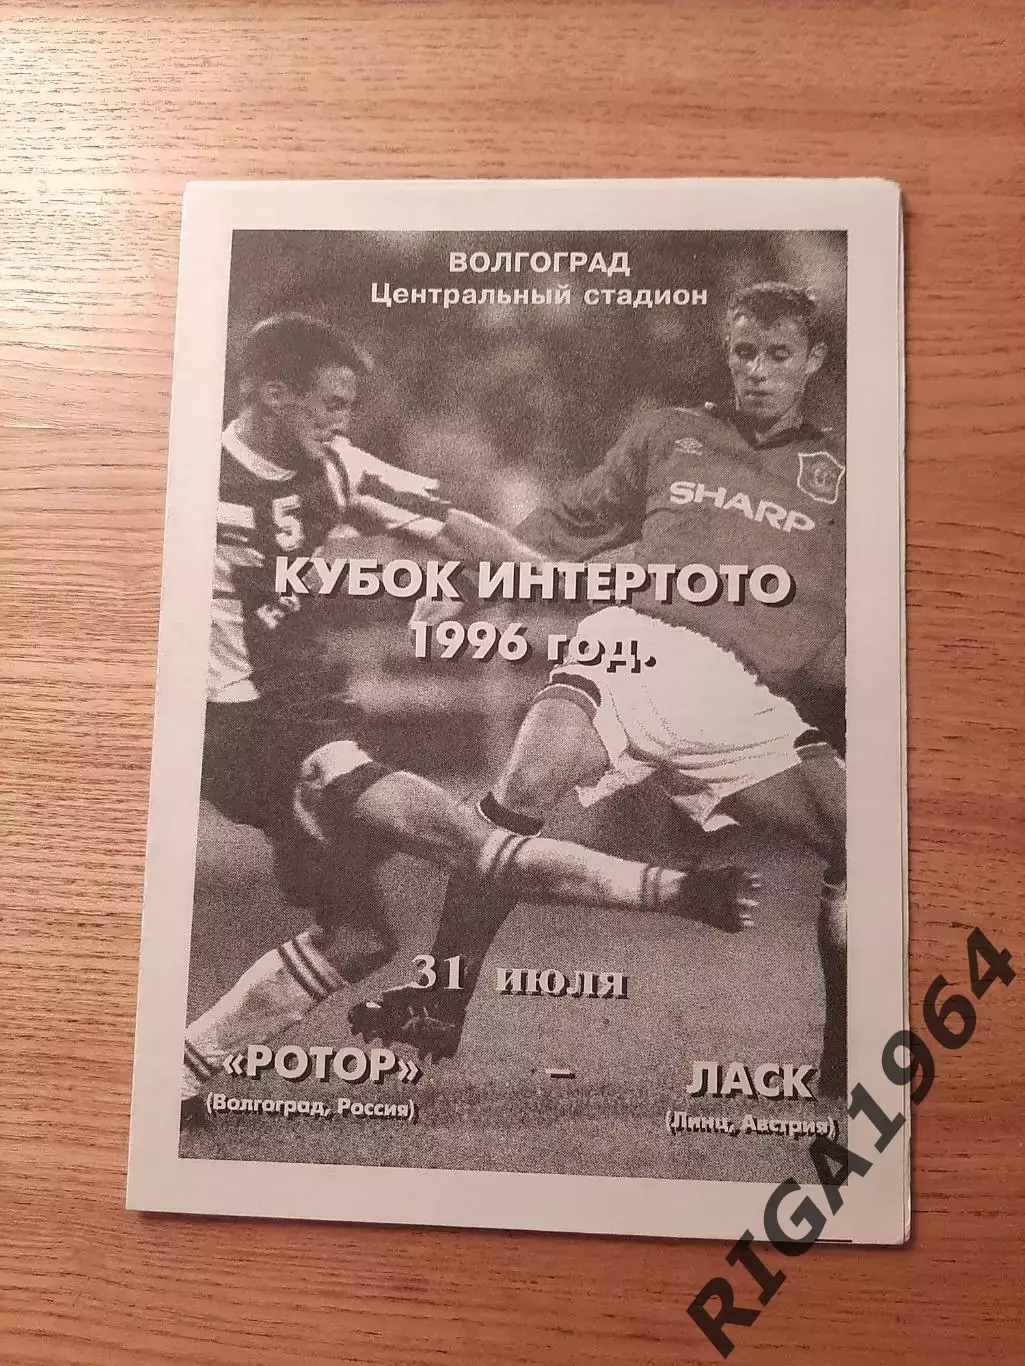 ВОЛГОГРАД
Центральный стадион
5
SHARP
КУБОК ИНТЕРТОТО
1996 год.
31 июля
«РОТОР» – ЛАСК
(Волгоград, Россия) (Линц, Австрия)
RIGA1964